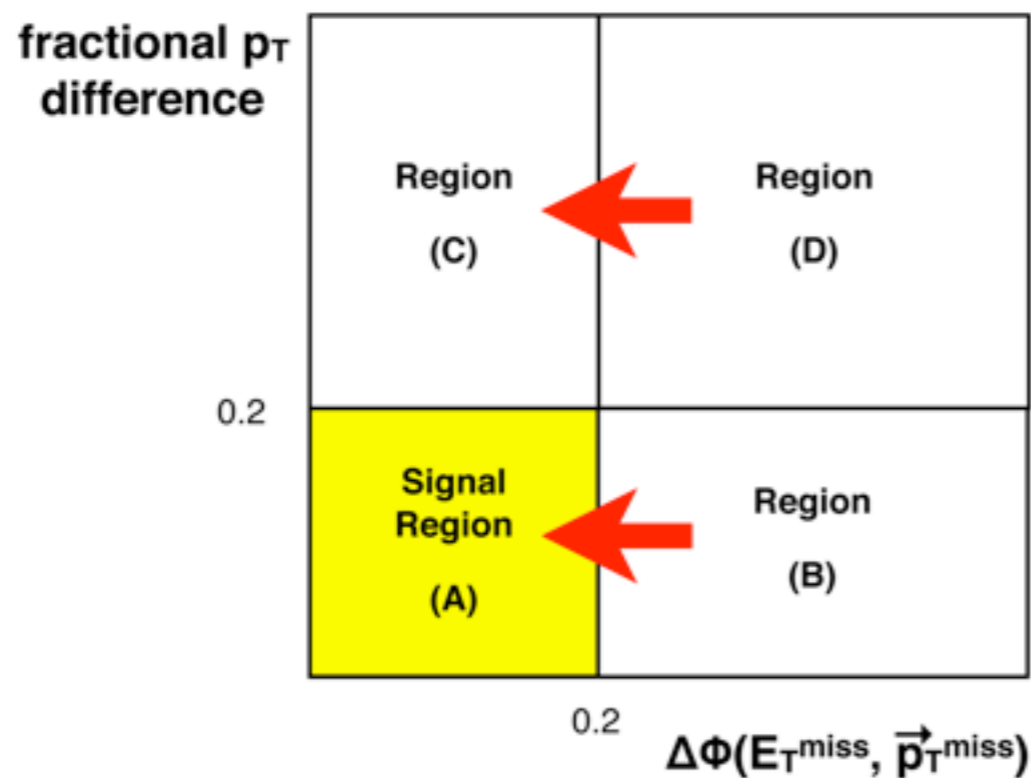 fractional pT
difference
Region
(C)
Region
(D)
0.2
Signal
Region
(A)
Region
(B)
0.2
ΔΦ(ETmiss, p⃗Tmiss)